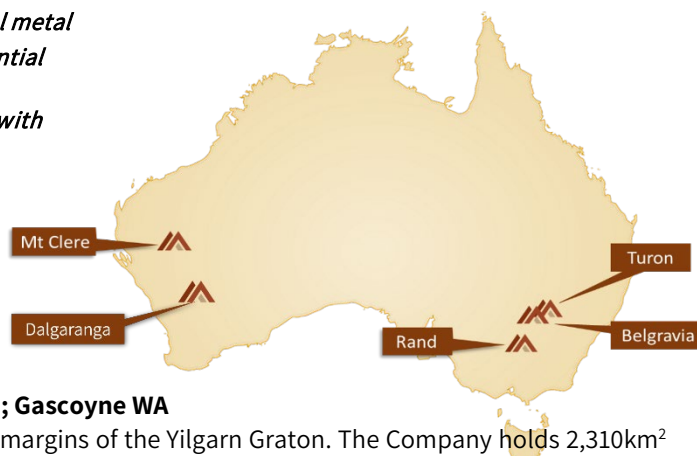 l metal
ntial
with
Mt Clere
Turon
Dalgaranga
Rand
Belgravia
; Gascoyne WA
margins of the Yilgarn Graton. The Company holds 2,310km²